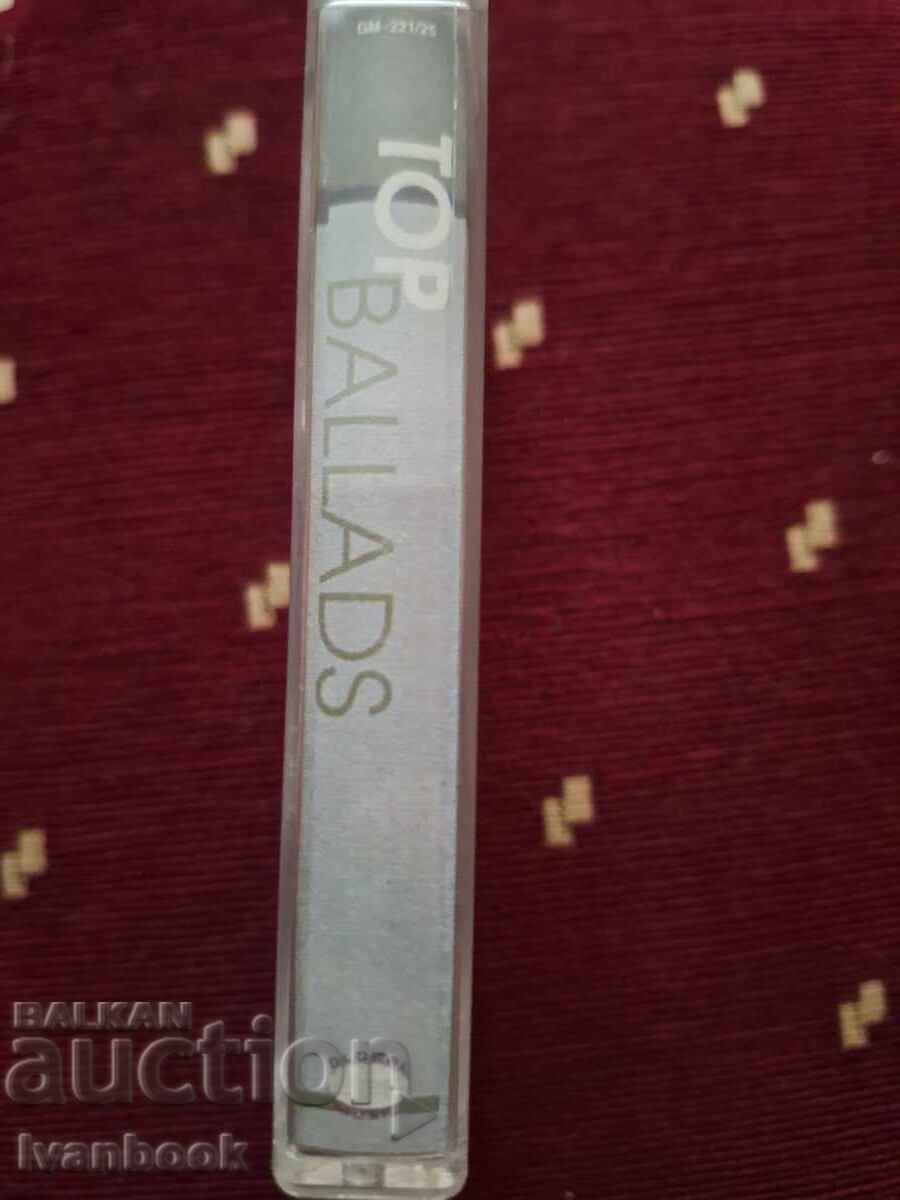 GM-221/25
TOP
BALLADS
BALKAN
auction
Ivanbook